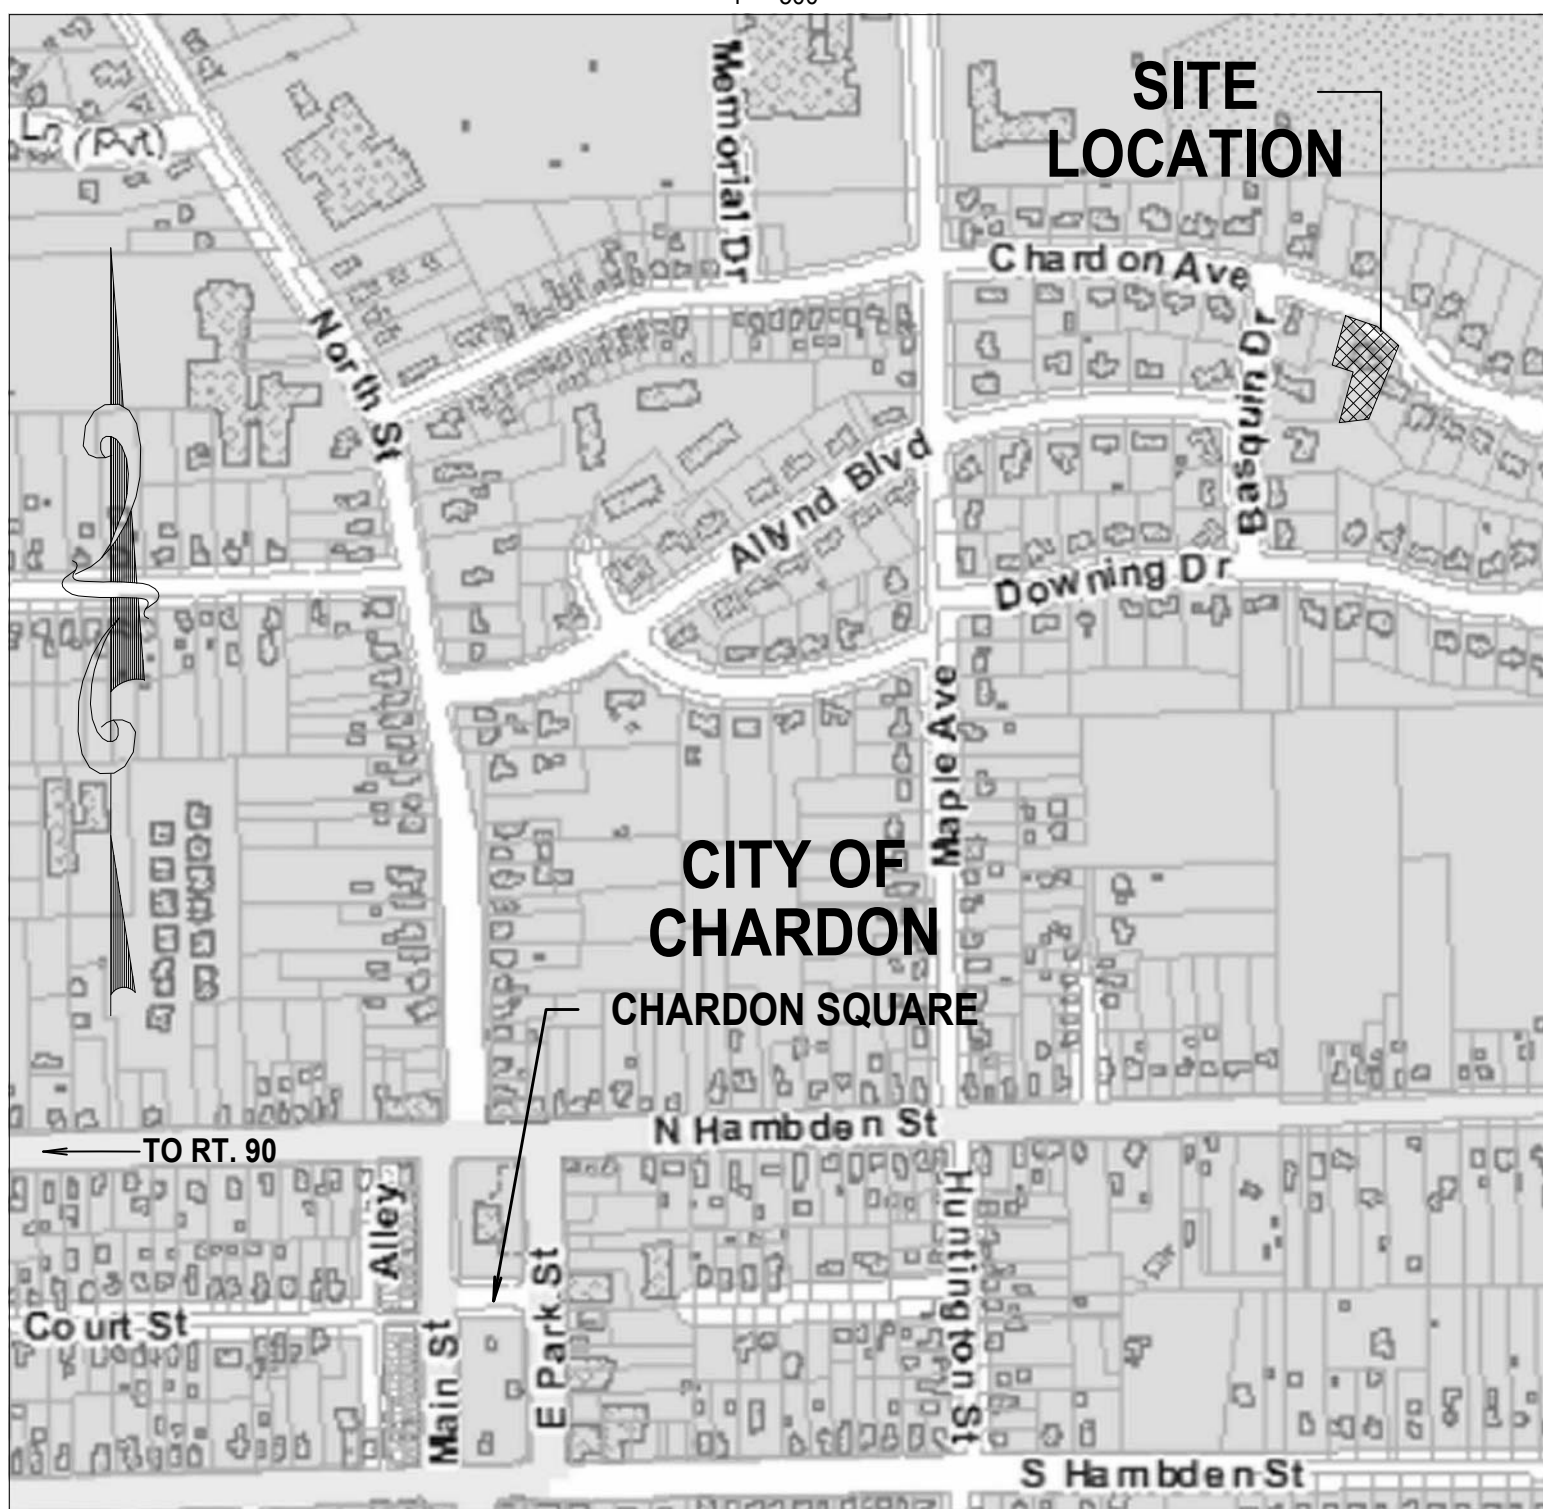 SITE
LOCATION
Ln (Pvt)
Memorial Dr
Chardon Ave
North St
Basquin Dr
Allynd Blvd
Downing Dr
Maple Ave
CITY OF
CHARDON
CHARDON SQUARE
N Hambden St
TO RT. 90
Alley
Huntington St
E Park St
Court St
Main St
S Hambden St